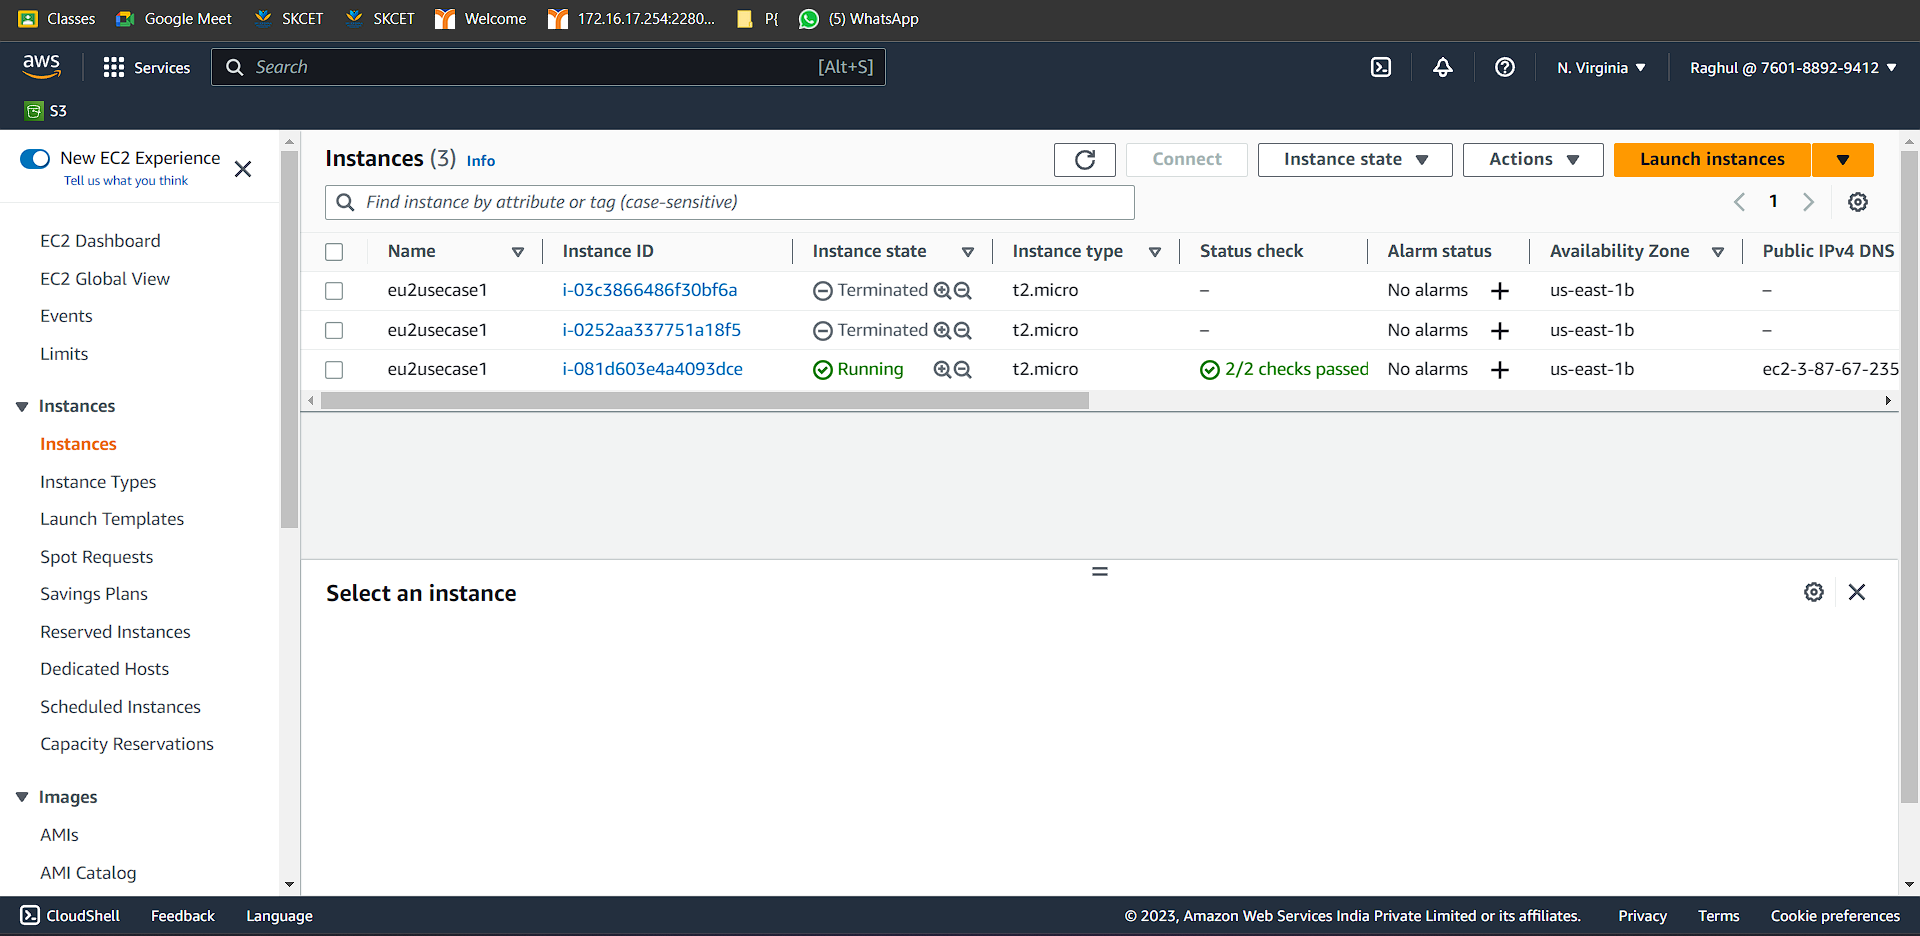 Classes Google Meet SKCET SKCET Welcome 172.16.17.254:2280... P{ (5) WhatsApp
aws Services Search [Alt+S] N. Virginia Raghul @ 7601-8892-9412
S3
New EC2 Experience
Tell us what you think
EC2 Dashboard
EC2 Global View
Events
Limits
Instances
Instances
Instance Types
Launch Templates
Spot Requests
Savings Plans
Reserved Instances
Dedicated Hosts
Scheduled Instances
Capacity Reservations
Images
AMIs
AMI Catalog
Instances (3) Info Connect Instance state Actions Launch instances
Find instance by attribute or tag (case-sensitive) 1
Name Instance ID Instance state Instance type Status check Alarm status Availability Zone Public IPv4 DNS
eu2usecase1 i-03c3866486f30bf6a Terminated t2.micro – No alarms + us-east-1b –
eu2usecase1 i-0252aa337751a18f5 Terminated t2.micro – No alarms + us-east-1b –
eu2usecase1 i-081d603e4a4093dce Running t2.micro 2/2 checks passed No alarms + us-east-1b ec2-3-87-67-235
Select an instance
CloudShell Feedback Language © 2023, Amazon Web Services India Private Limited or its affiliates. Privacy Terms Cookie preferences